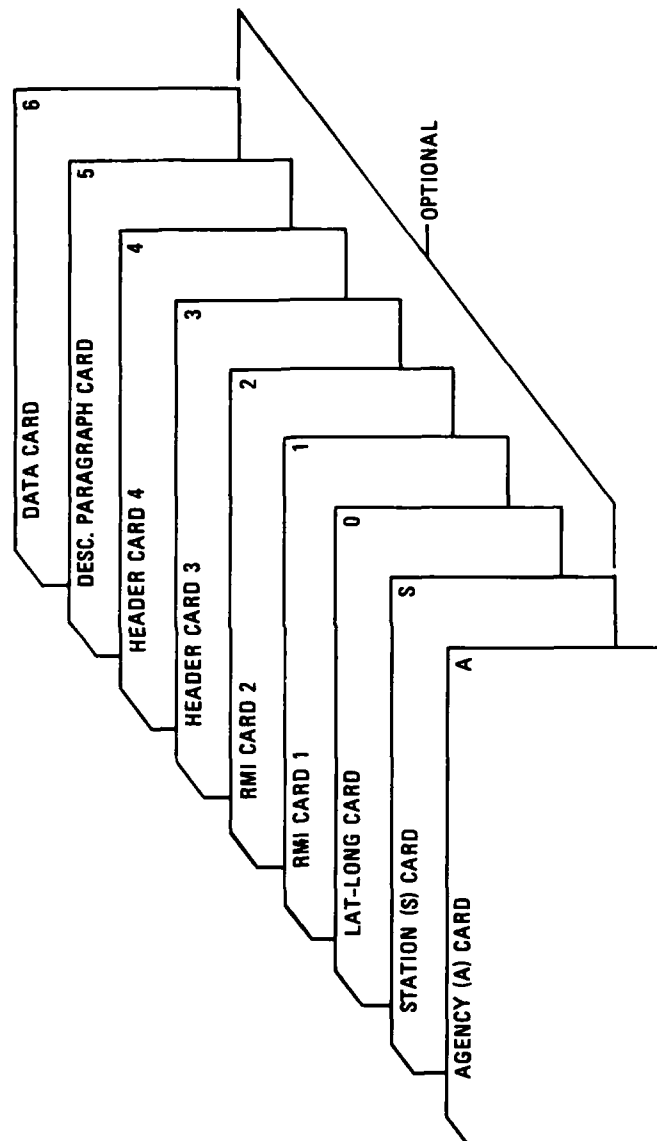 DATA CARD 6
DESC. PARAGRAPH CARD 5
HEADER CARD 4 4
HEADER CARD 3 3
RMI CARD 2 2
RMI CARD 1 1
LAT-LONG CARD 0
STATION (S) CARD S
OPTIONAL
AGENCY (A) CARD A